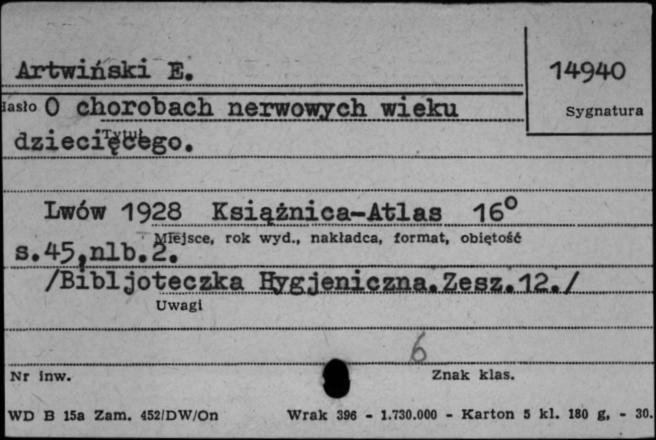 Artwiński E.
14940
Hasło O chorobach nerwowych wieku
Sygnatura
Tytuł
dziecięcego.
Lwów 1928 Książnica-Atlas 16°
Miejsce, rok wyd., nakładca, format, obiętość
s.45,nlb.2.
/Bibljoteczka Hygjeniczna.Zesz.12./
Uwagi
6
Nr inw.
Znak klas.
WD B 15a Zam. 452/DW/On Wrak 396 - 1.730.000 - Karton 5 kl. 180 g, - 30.